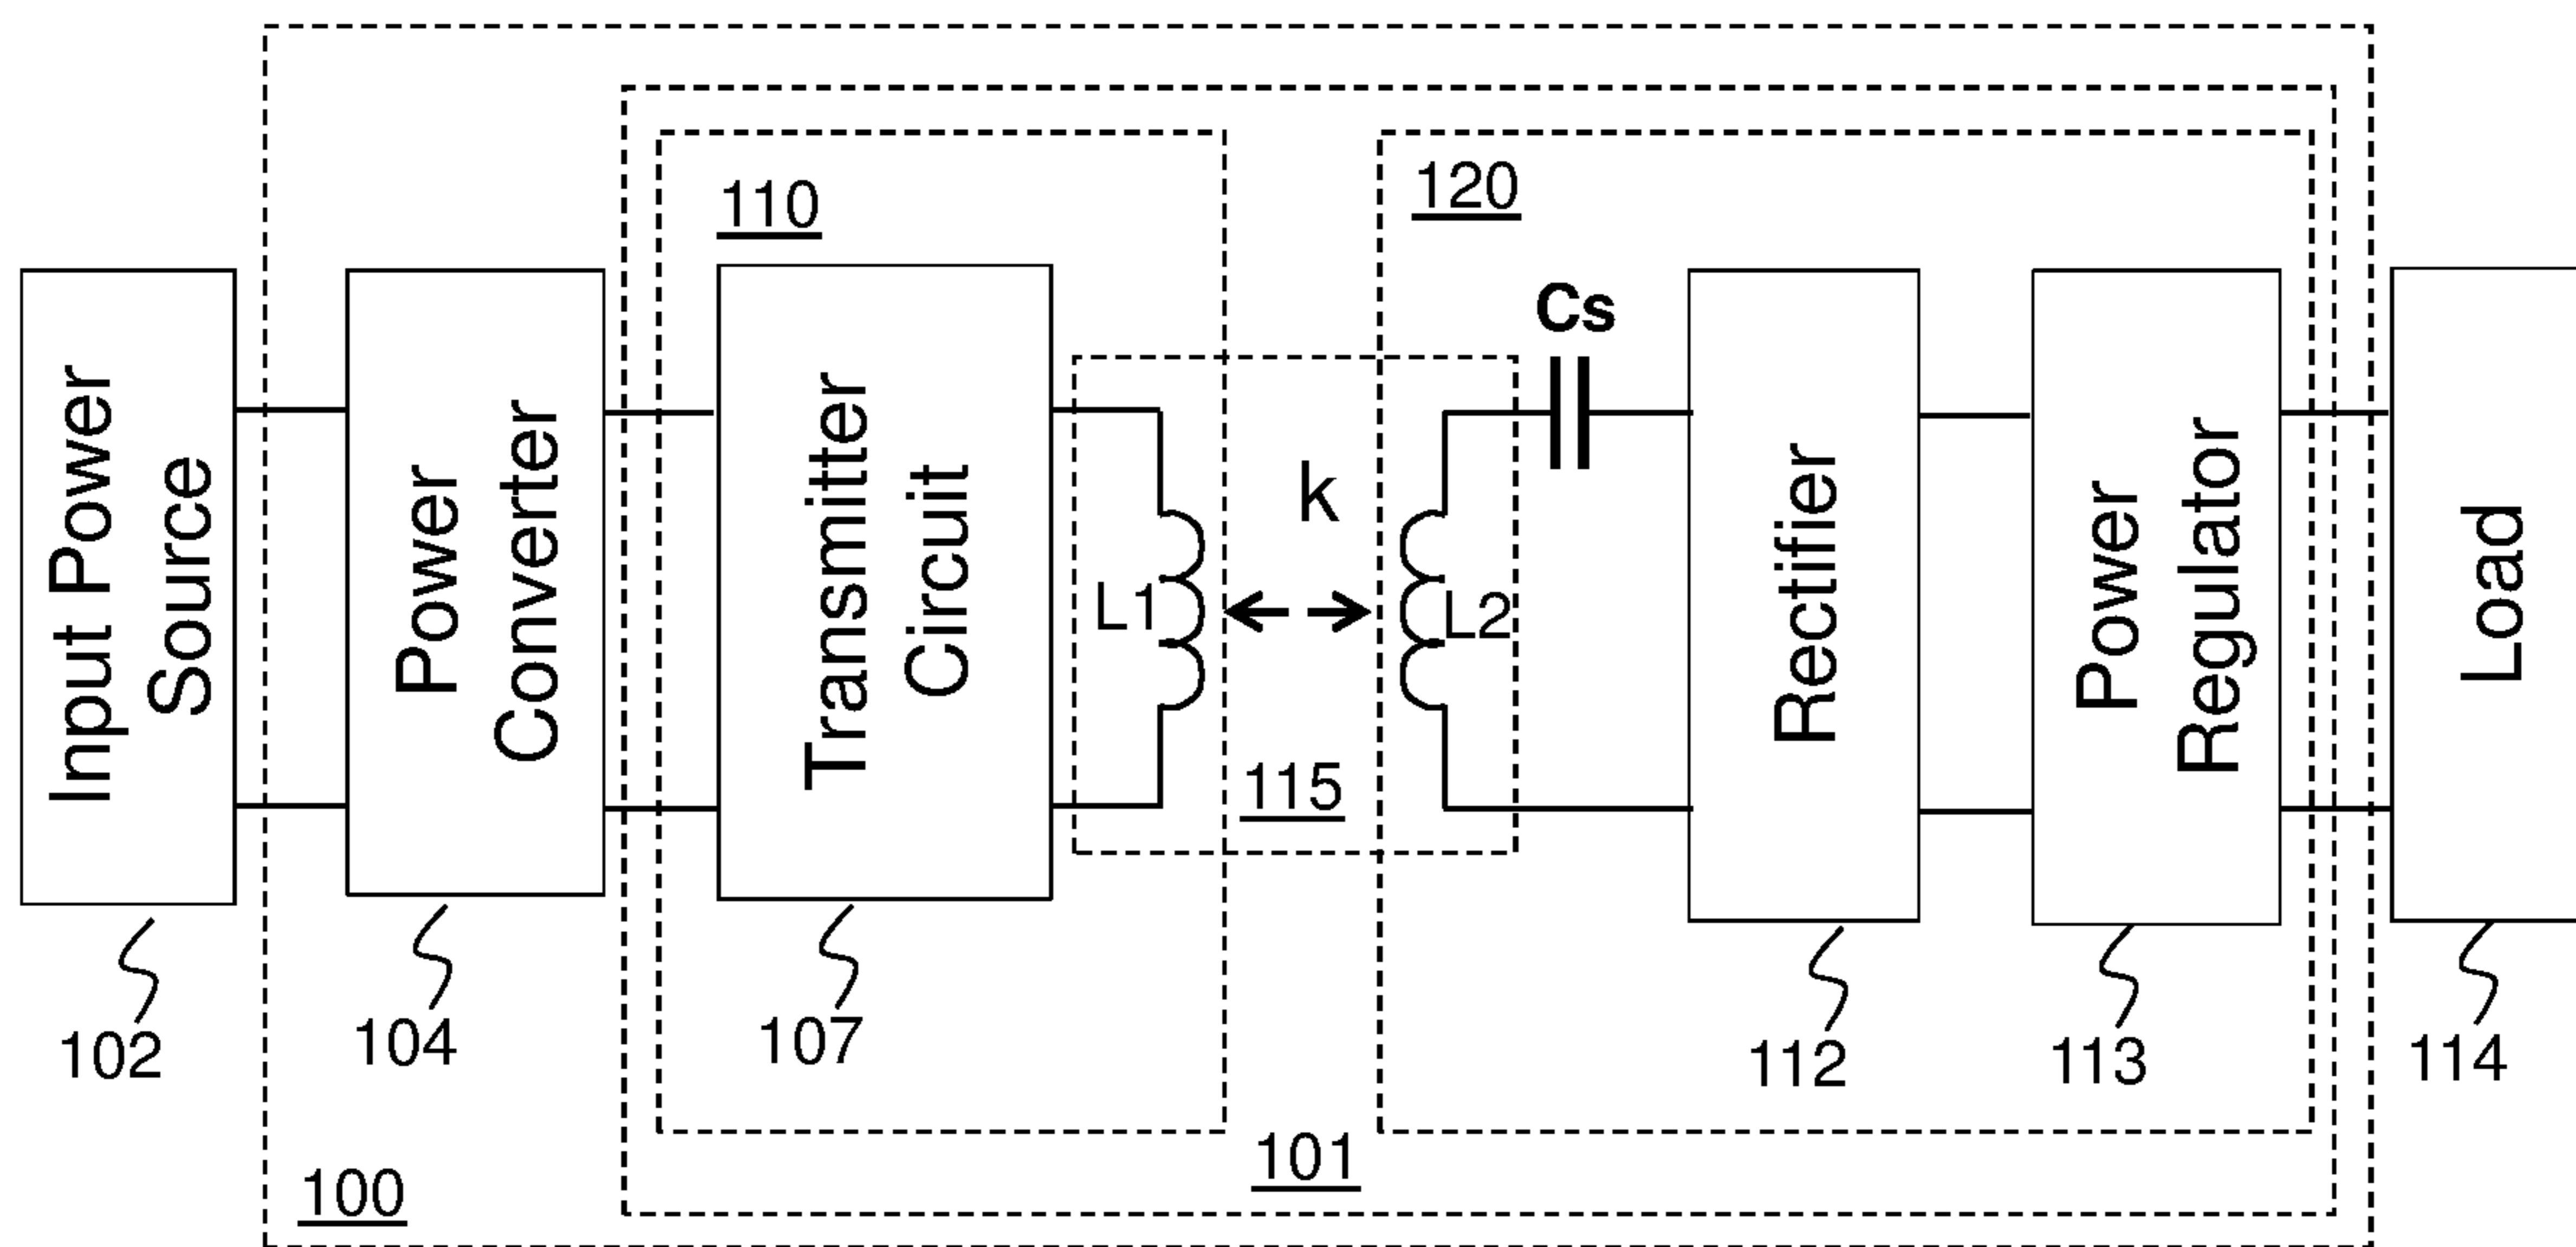 110
120
Cs
Input Power
Source
Power
Converter
Transmitter
Circuit
L1
k
L2
115
Rectifier
Power
Regulator
Load
102
104
107
112
113
114
101
100